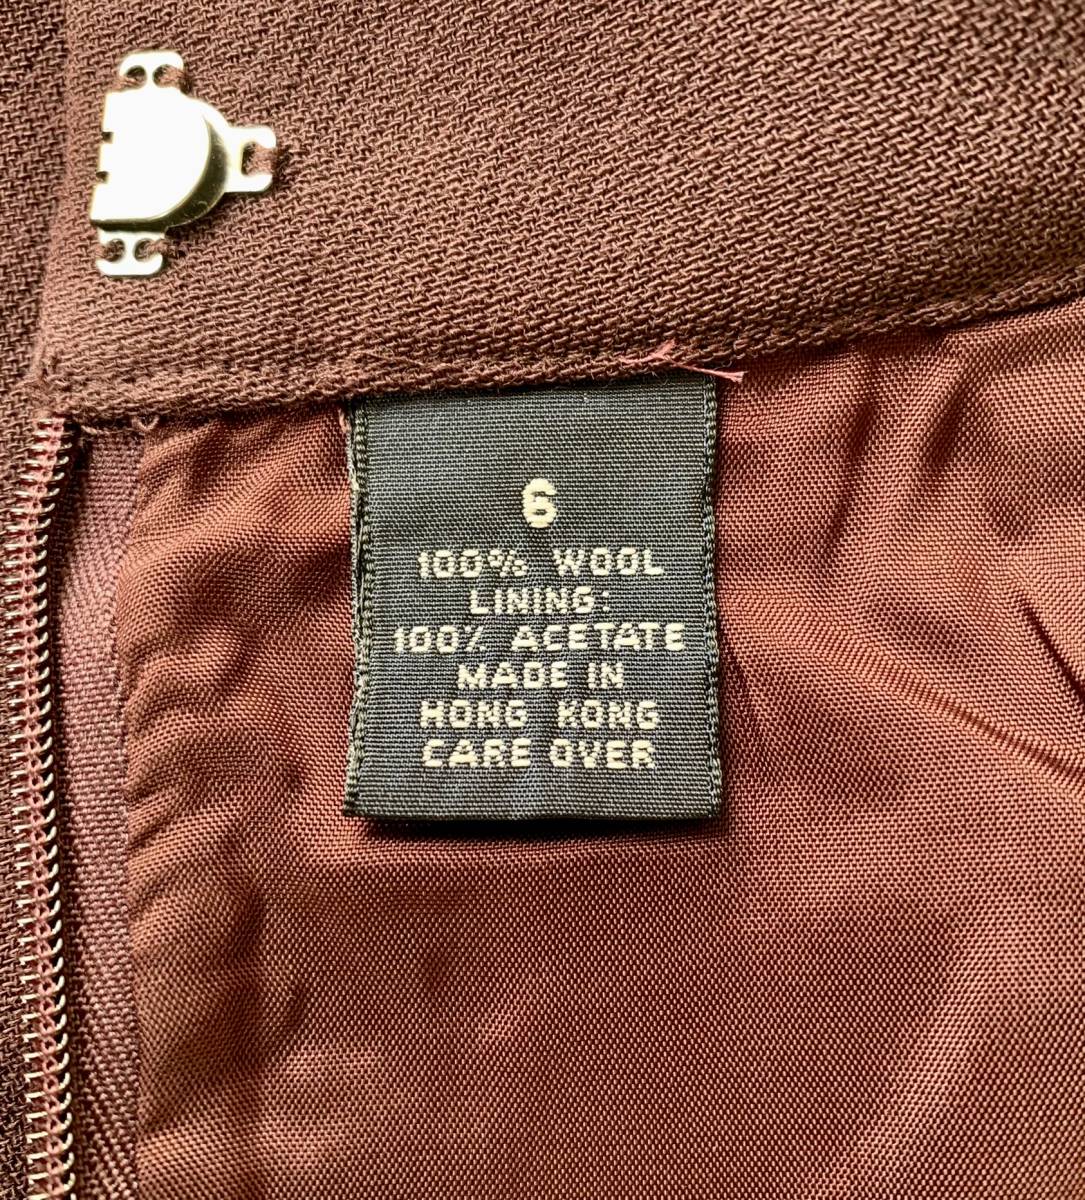 6
100% WOOL
LINING:
100% ACETATE
MADE IN
HONG KONG
CARE OVER